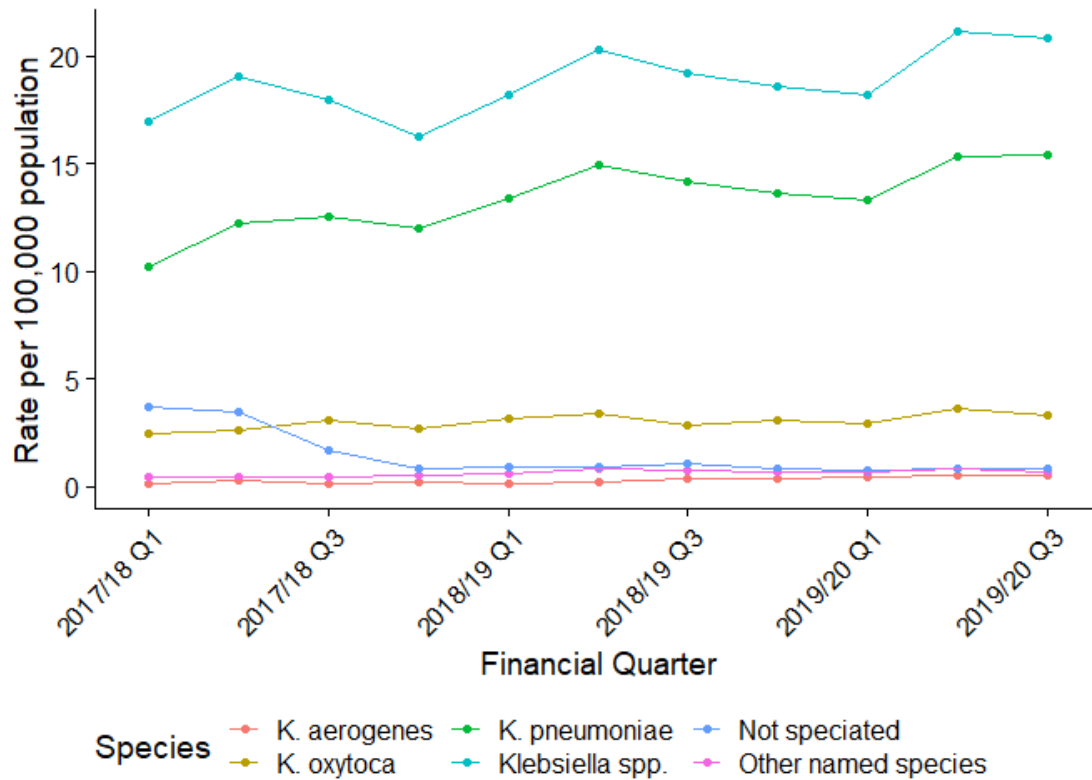 Rate per 100,000 population
20
15
10
5
0
2017/18 Q1
2017/18 Q3
2018/19 Q1
2018/19 Q3
2019/20 Q1
2019/20 Q3
Financial Quarter
Species
K. aerogenes
K. pneumoniae
Not speciated
K. oxytoca
Klebsiella spp.
Other named species